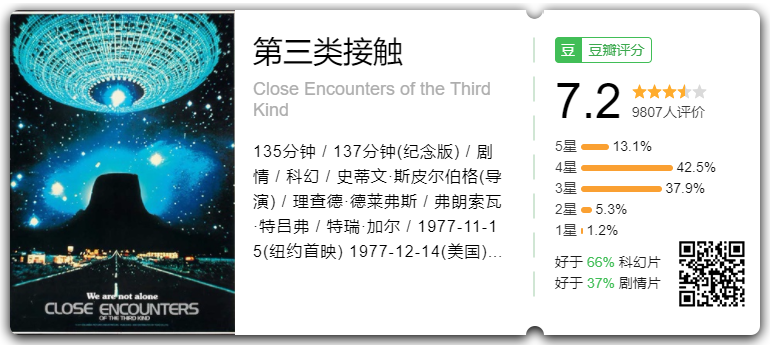 We are not alone
CLOSE ENCOUNTERS
OF THE THIRD KIND
第三类接触
Close Encounters of the Third
Kind
135分钟 / 137分钟(纪念版) / 剧
情 / 科幻 / 史蒂文·斯皮尔伯格(导
演) / 理查德·德莱弗斯 / 弗朗索瓦
·特吕弗 / 特瑞·加尔 / 1977-11-1
5(纽约首映) 1977-12-14(美国)...
豆 豆瓣评分
7.2
9807人评价
5星 13.1%
4星 42.5%
3星 37.9%
2星 5.3%
1星 1.2%
好于 66% 科幻片
好于 37% 剧情片